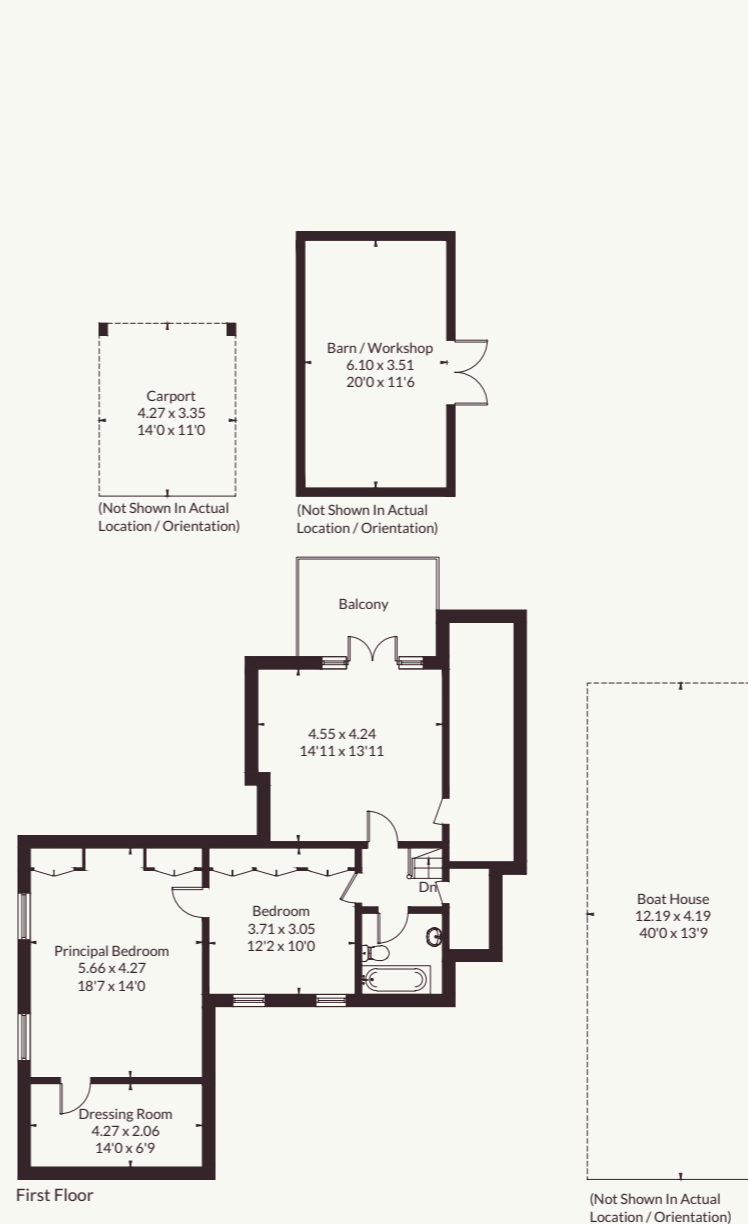 Barn / Workshop
6.10 x 3.51
20'0 x 11'6
Carport
4.27 x 3.35
14'0 x 11'0
(Not Shown In Actual
Location / Orientation)
(Not Shown In Actual
Location / Orientation)
Balcony
4.55 x 4.24
14'11 x 13'11
Dn
Bedroom
3.71 x 3.05
12'2 x 10'0
Principal Bedroom
5.66 x 4.27
18'7 x 14'0
Dressing Room
4.27 x 2.06
14'0 x 6'9
First Floor
Boat House
12.19 x 4.19
40'0 x 13'9
(Not Shown In Actual
Location / Orientation)